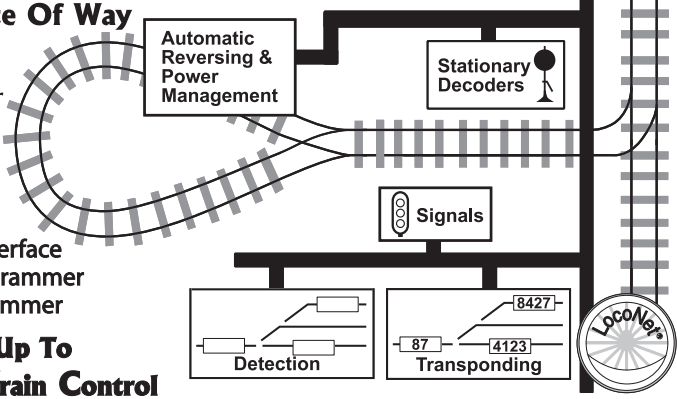 ce Of Way
Automatic
Reversing &
Power
Management
Stationary
Decoders
Signals
erface
rammer
mmer
Up To
rain Control
8427
87
4123
Detection
Transponding
LocoNet®